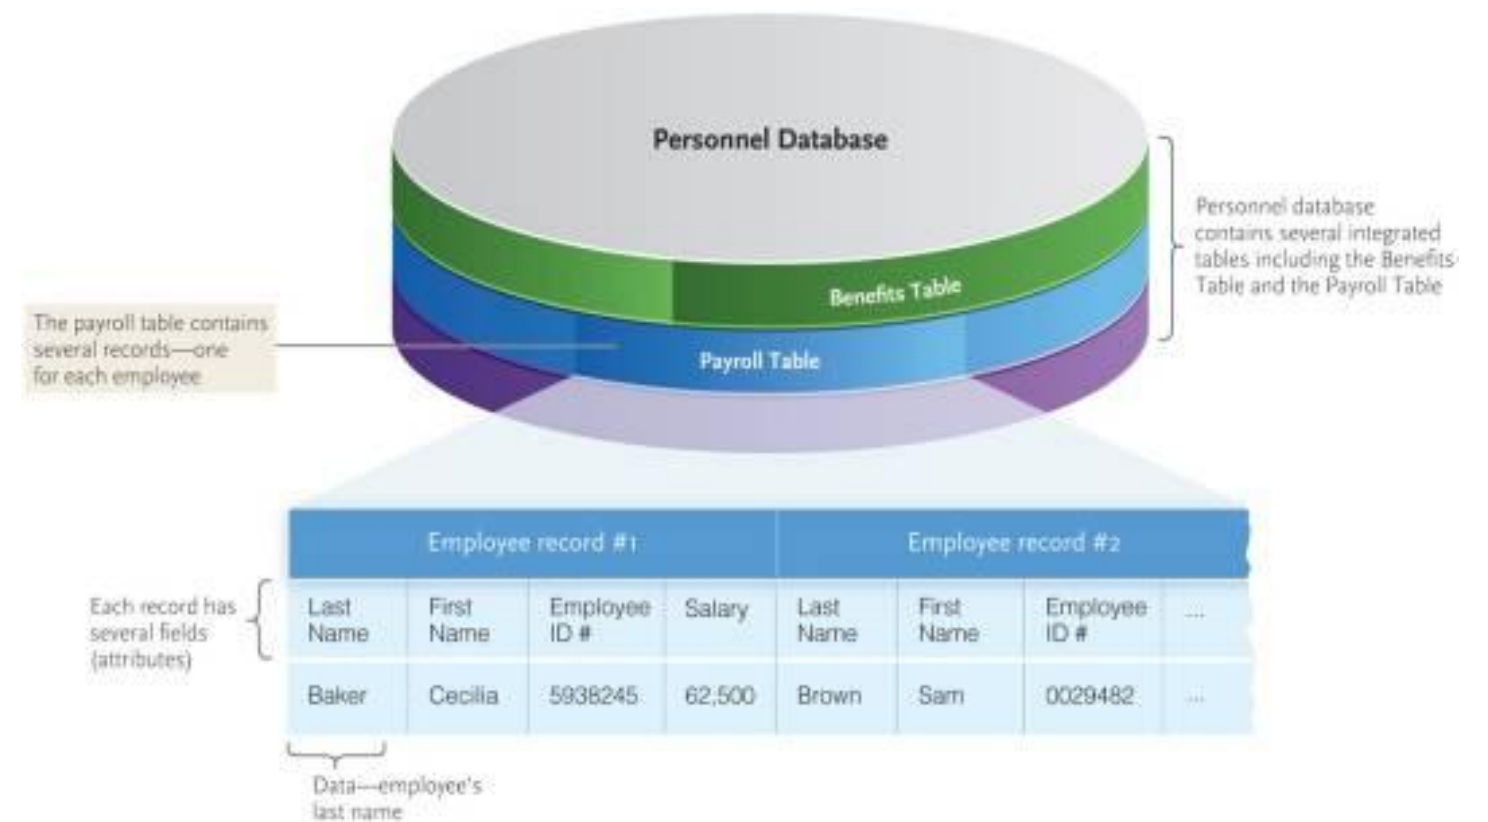 Personnel Database
Benefits Table
Payroll Table
Personnel database
contains several integrated
tables including the Benefits
Table and the Payroll Table
The payroll table contains
several records—one
for each employee
Employee record #1
Employee record #2
Each record has
several fields
(attributes)
Last
Name
First
Name
Employee
ID #
Salary
Last
Name
First
Name
Employee
ID #
...
Baker
Cecilia
5938245
62,500
Brown
Sam
0029482
...
Data—employee's
last name